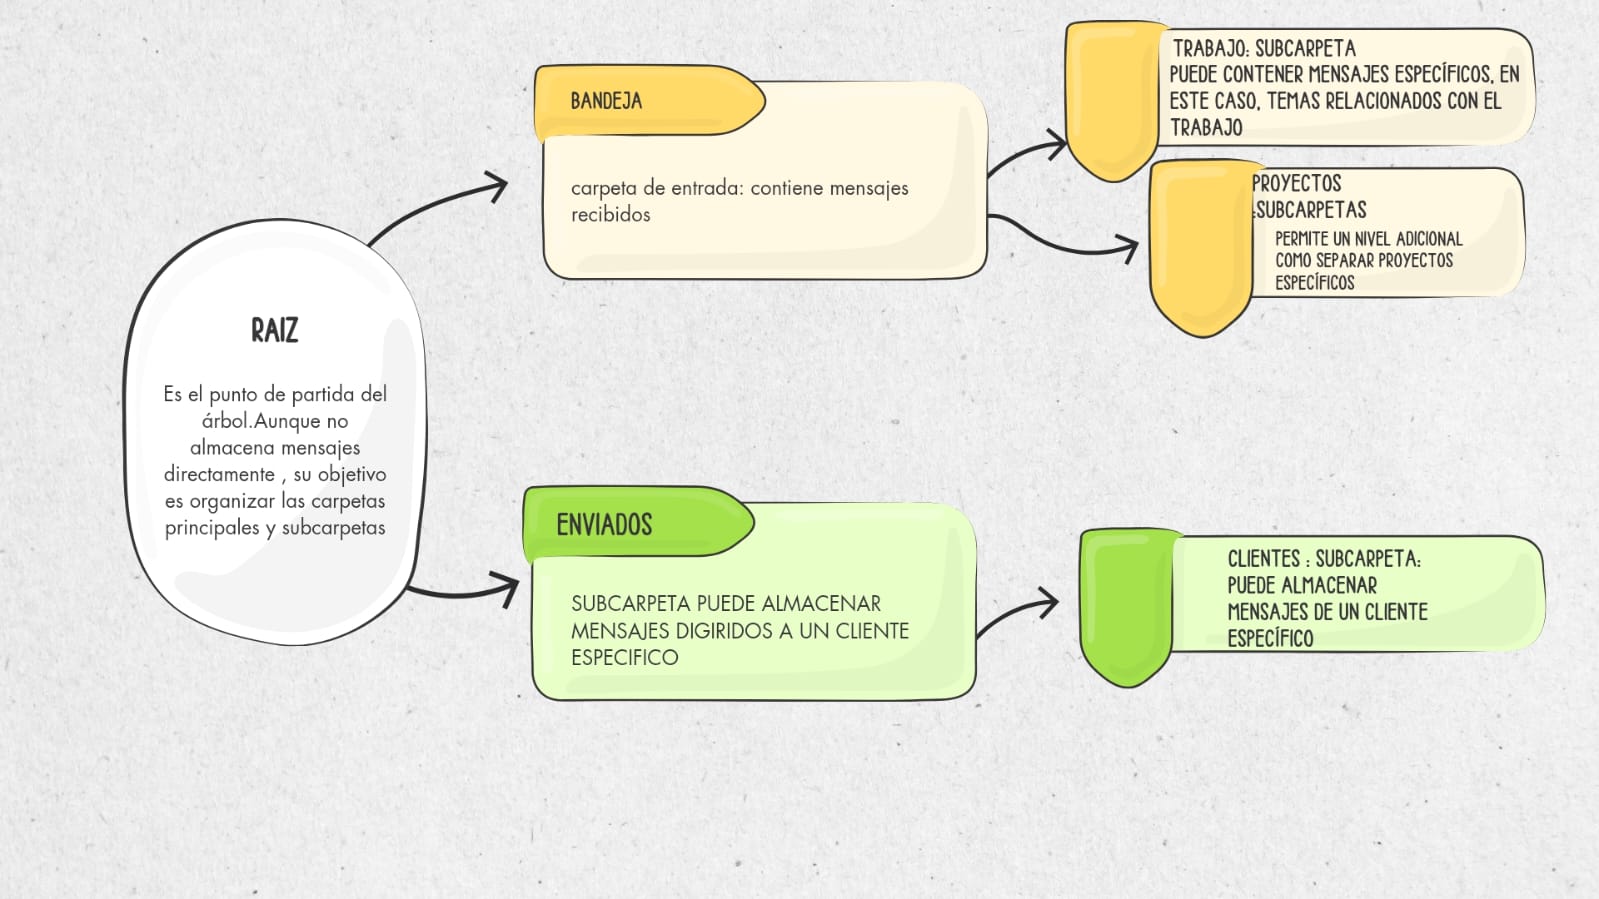 RAIZ
Es el punto de partida del
árbol.Aunque no
almacena mensajes
directamente , su objetivo
es organizar las carpetas
principales y subcarpetas
BANDEJA
carpeta de entrada: contiene mensajes
recibidos
TRABAJO: SUBCARPETA
PUEDE CONTENER MENSAJES ESPECÍFICOS, EN
ESTE CASO, TEMAS RELACIONADOS CON EL
TRABAJO
PROYECTOS
:SUBCARPETAS
PERMITE UN NIVEL ADICIONAL
COMO SEPARAR PROYECTOS
ESPECÍFICOS
ENVIADOS
SUBCARPETA PUEDE ALMACENAR
MENSAJES DIGIRIDOS A UN CLIENTE
ESPECIFICO
CLIENTES : SUBCARPETA:
PUEDE ALMACENAR
MENSAJES DE UN CLIENTE
ESPECÍFICO